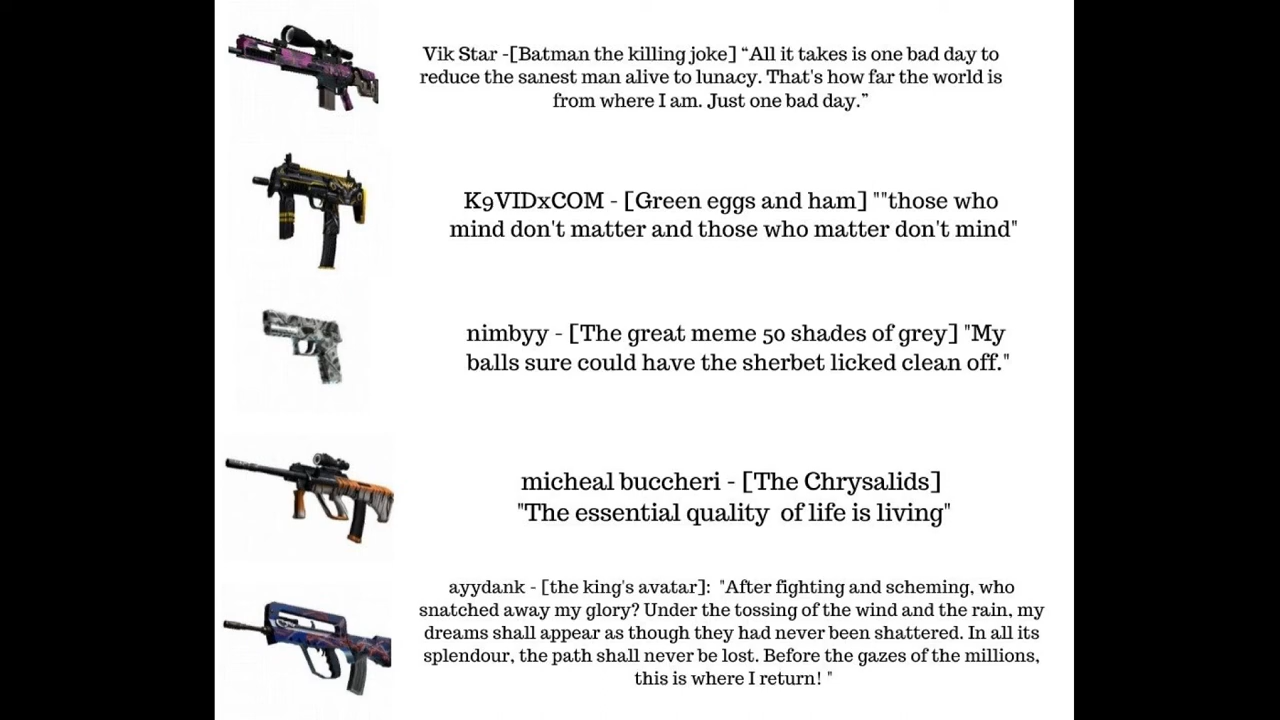 Vik Star -[Batman the killing joke] “All it takes is one bad day to
reduce the sanest man alive to lunacy. That's how far the world is
from where I am. Just one bad day.”
K9VIDxCOM - [Green eggs and ham] ""those who
mind don't matter and those who matter don't mind"
nimbyy - [The great meme 50 shades of grey] "My
balls sure could have the sherbet licked clean off."
micheal buccheri - [The Chrysalids]
"The essential quality  of life is living"
ayydank - [the king's avatar]:  "After fighting and scheming, who
snatched away my glory? Under the tossing of the wind and the rain, my
dreams shall appear as though they had never been shattered. In all its
splendour, the path shall never be lost. Before the gazes of the millions,
this is where I return! "